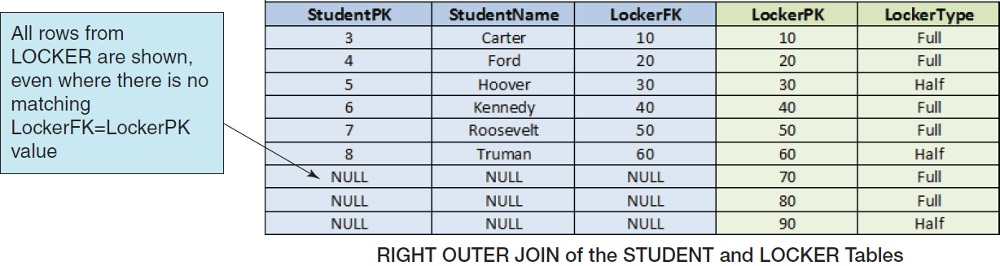 All rows from
LOCKER are shown,
even where there is no
matching
LockerFK=LockerPK
value
StudentPK StudentName LockerFK LockerPK LockerType
3 Carter 10 10 Full
4 Ford 20 20 Full
5 Hoover 30 30 Half
6 Kennedy 40 40 Full
7 Roosevelt 50 50 Full
8 Truman 60 60 Half
NULL NULL NULL 70 Full
NULL NULL NULL 80 Full
NULL NULL NULL 90 Half
RIGHT OUTER JOIN of the STUDENT and LOCKER Tables